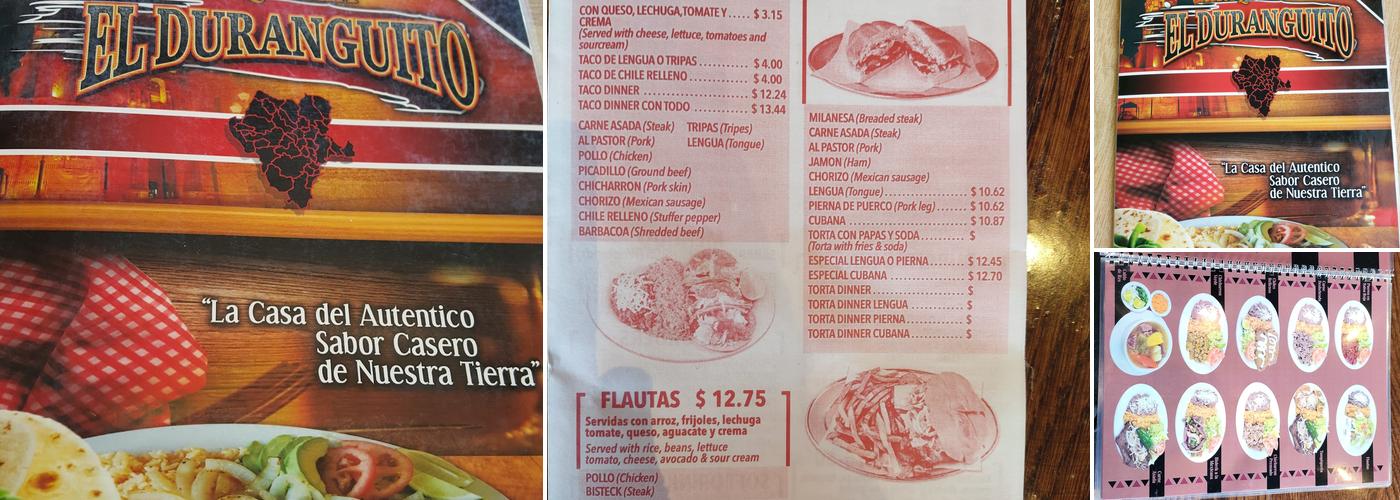 EL DURANGUITO
"La Casa del Autentico
Sabor Casero
de Nuestra Tierra"
CON QUESO, LECHUGA,TOMATE Y ..... $ 3.15
CREMA
(Served with cheese, lettuce, tomatoes and
sourcream)
TACO DE LENGUA O TRIPAS .......... $ 4.00
TACO DE CHILE RELLENO ............. $ 4.00
TACO DINNER ....................... $ 12.24
TACO DINNER CON TODO ............ $ 13.44
CARNE ASADA (Steak) TRIPAS (Tripes)
AL PASTOR (Pork) LENGUA (Tongue)
POLLO (Chicken)
PICADILLO (Ground beef)
CHICHARRON (Pork skin)
CHORIZO (Mexican sausage)
CHILE RELLENO (Stuffer pepper)
BARBACOA (Shredded beef)
FLAUTAS $ 12.75
Servidas con arroz, frijoles, lechuga
tomate, queso, aguacate y crema
Served with rice, beans, lettuce
tomato, cheese, avocado & sour cream
POLLO (Chicken)
BISTECK (Steak)
MILANESA (Breaded steak)
CARNE ASADA (Steak)
AL PASTOR (Pork)
JAMON (Ham)
CHORIZO (Mexican sausage)
LENGUA (Tongue) ..................... $ 10.62
PIERNA DE PUERCO (Pork leg) ........ $ 10.62
CUBANA ............................ $ 10.87
TORTA CON PAPAS Y SODA .......... $
(Torta with fries & soda)
ESPECIAL LENGUA O PIERNA ......... $ 12.45
ESPECIAL CUBANA ................... $ 12.70
TORTA DINNER ...................... $
TORTA DINNER LENGUA ............. $
TORTA DINNER PIERNA .............. $
TORTA DINNER CUBANA ............. $
EL DURANGUITO
"La Casa del Autentico
Sabor Casero
de Nuestra Tierra"